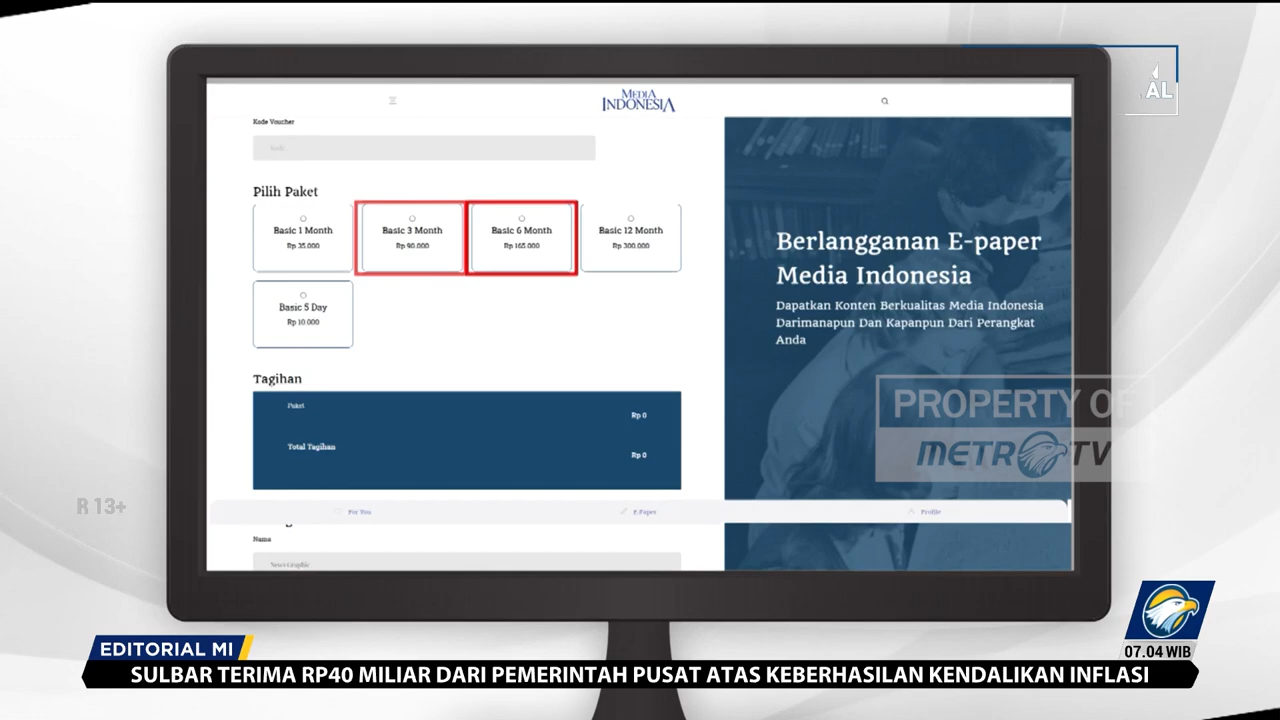 AL
MEDIA
INDONESIA
Kode Voucher
Kode
Pilih Paket
Basic 1 Month
Rp 35.000
Basic 3 Month
Rp 90.000
Basic 6 Month
Rp 165.000
Basic 12 Month
Rp 300.000
Basic 5 Day
Rp 10.000
Berlangganan E-paper
Media Indonesia
Dapatkan Konten Berkualitas Media Indonesia
Darimanapun Dan Kapanpun Dari Perangkat
Anda
Tagihan
Paket
Rp 0
Total Tagihan
Rp 0
PROPERTY OF
METRO TV
R 13+
For You
E-Paper
Profile
Nama
News Graphic
EDITORIAL MI
07.04 WIB
SULBAR TERIMA RP40 MILIAR DARI PEMERINTAH PUSAT ATAS KEBERHASILAN KENDALIKAN INFLASI